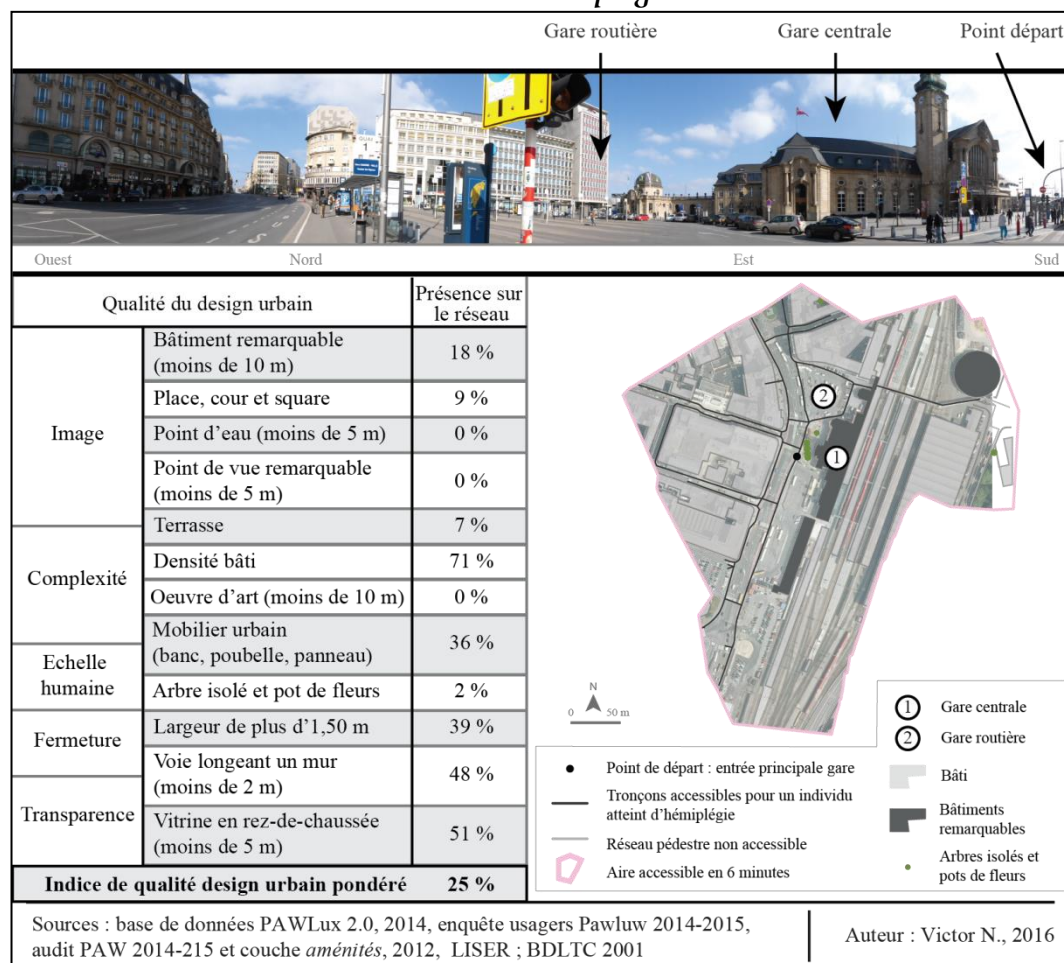 Gare routière
Gare centrale
Point départ
Ouest
Nord
Est
Sud
Qualité du design urbain
Présence sur
le réseau
Image
Bâtiment remarquable
(moins de 10 m)
18 %
Place, cour et square
9 %
Point d'eau (moins de 5 m)
0 %
Point de vue remarquable
(moins de 5 m)
0 %
Complexité
Terrasse
7 %
Densité bâti
71 %
Oeuvre d'art (moins de 10 m)
0 %
Mobilier urbain
(banc, poubelle, panneau)
36 %
Echelle
humaine
Arbre isolé et pot de fleurs
2 %
Fermeture
Largeur de plus d'1,50 m
39 %
Voie longeant un mur
(moins de 2 m)
48 %
Transparence
Vitrine en rez-de-chaussée
(moins de 5 m)
51 %
Indice de qualité design urbain pondéré
25 %
2
1
N
0 50 m
Point de départ : entrée principale gare
Tronçons accessibles pour un individu
atteint d'hémiplégie
Réseau pédestre non accessible
Aire accessible en 6 minutes
1 Gare centrale
2 Gare routière
Bâti
Bâtiments
remarquables
Arbres isolés et
pots de fleurs
Sources : base de données PAWLux 2.0, 2014, enquête usagers Pawluw 2014-2015,
audit PAW 2014-215 et couche aménités, 2012, LISER ; BDLTC 2001
Auteur : Victor N., 2016